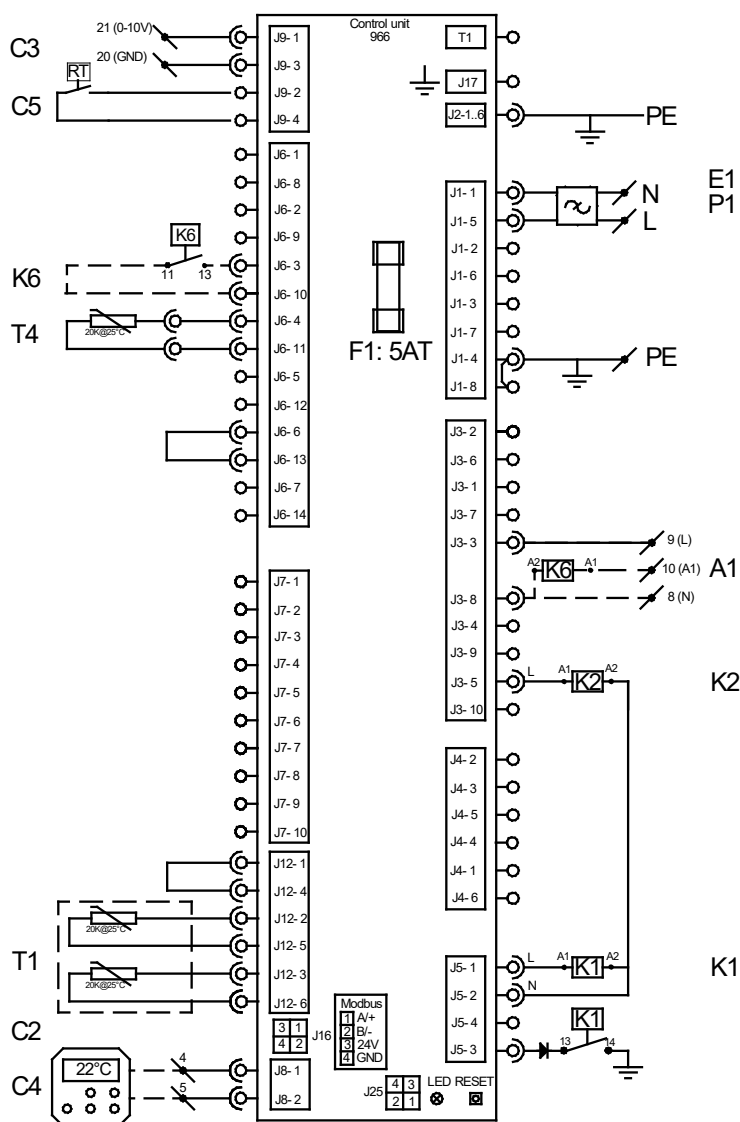 Control unit
966
C3
21 (0-10V)
20 (GND)
C5
RT
J9- 1
J9- 3
J9- 2
J9- 4
J6- 1
J6- 8
J6- 2
J6- 9
J6- 3
J6- 10
J6- 4
J6- 11
J6- 5
J6- 12
J6- 6
J6- 13
J6- 7
J6- 14
K6
K6
11
13
T4
20K@25°C
J7- 1
J7- 2
J7- 3
J7- 4
J7- 5
J7- 6
J7- 7
J7- 8
J7- 9
J7- 10
J12- 1
J12- 4
J12- 2
J12- 5
J12- 3
J12- 6
T1
20K@25°C
20K@25°C
C2
C4
22°C
4
5
J8- 1
J8- 2
3 1
4 2
J16
Modbus
1 A/+
2 B/-
3 24V
4 GND
J25
4 3
2 1
LED RESET
F1: 5AT
T1
J17
J2-1..6
PE
J1- 1
J1- 5
J1- 2
J1- 6
J1- 3
J1- 7
J1- 4
J1- 8
N
L
E1
P1
PE
J3- 2
J3- 6
J3- 1
J3- 7
J3- 3
J3- 8
J3- 4
J3- 9
J3- 5
J3- 10
9 (L)
A2
K6
A1
10 (A1)
8 (N)
A1
L
A1
K2
A2
K2
J4- 2
J4- 3
J4- 5
J4- 4
J4- 1
J4- 6
J5- 1
J5- 2
J5- 4
J5- 3
L
A1
K1
A2
K1
N
K1
13
14